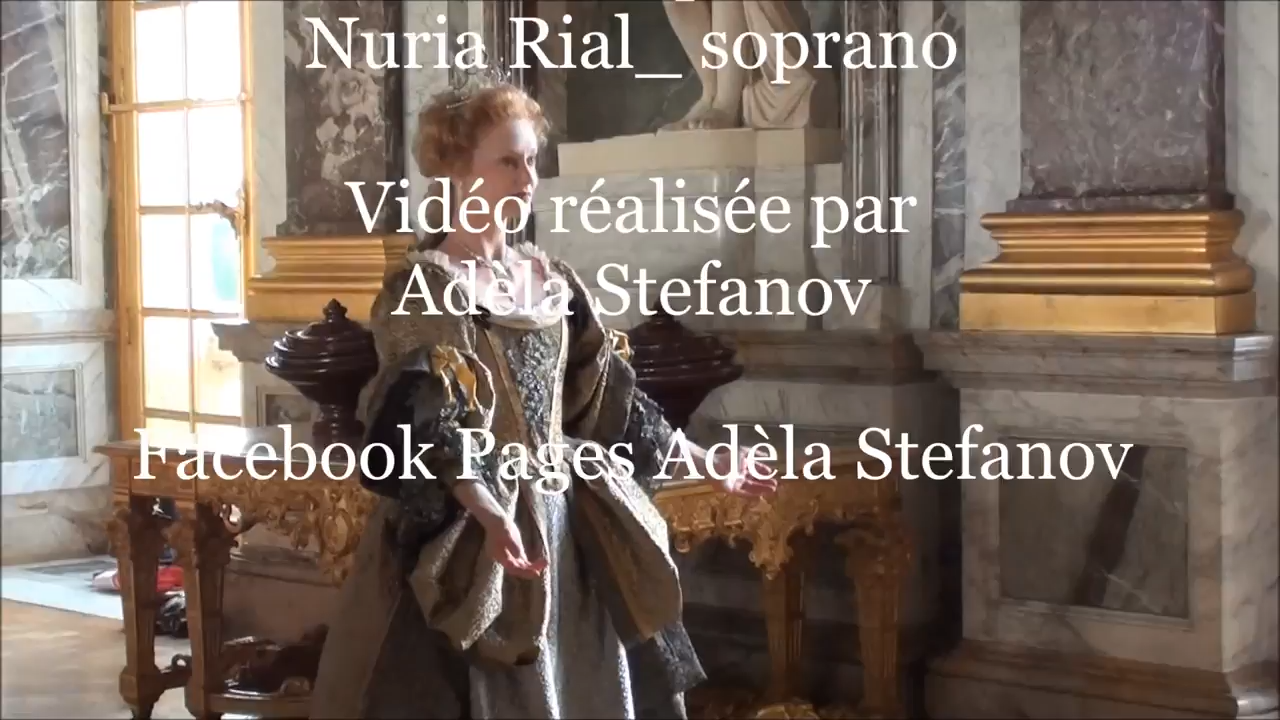 Nuria Rial_ soprano
Vidéo réalisée par
Adèla Stefanov
Facebook Pages Adèla Stefanov